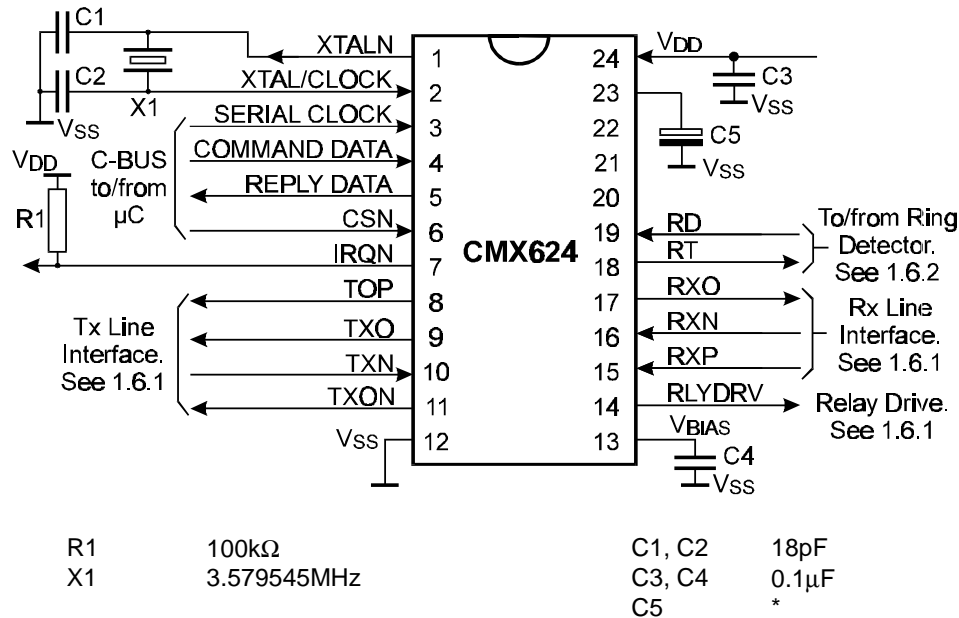 C1
XTALN
1
24
VDD
C2
XTAL/CLOCK
2
23
C3
X1
VSS
VSS
SERIAL CLOCK
3
22
C5
VDD
C-BUS
to/from
µC
COMMAND DATA
4
21
VSS
REPLY DATA
5
20
R1
CSN
6
CMX624
19
RD
To/from Ring
Detector.
See 1.6.2
IRQN
7
18
RT
TOP
8
17
RXO
Rx Line
Interface.
See 1.6.1
Tx Line
Interface.
See 1.6.1
TXO
9
16
RXN
TXN
10
15
RXP
TXON
11
14
RLYDRV
Relay Drive.
See 1.6.1
VSS
12
13
VBIAS
C4
VSS
R1 100kΩ C1, C2 18pF
X1 3.579545MHz C3, C4 0.1µF
C5 *